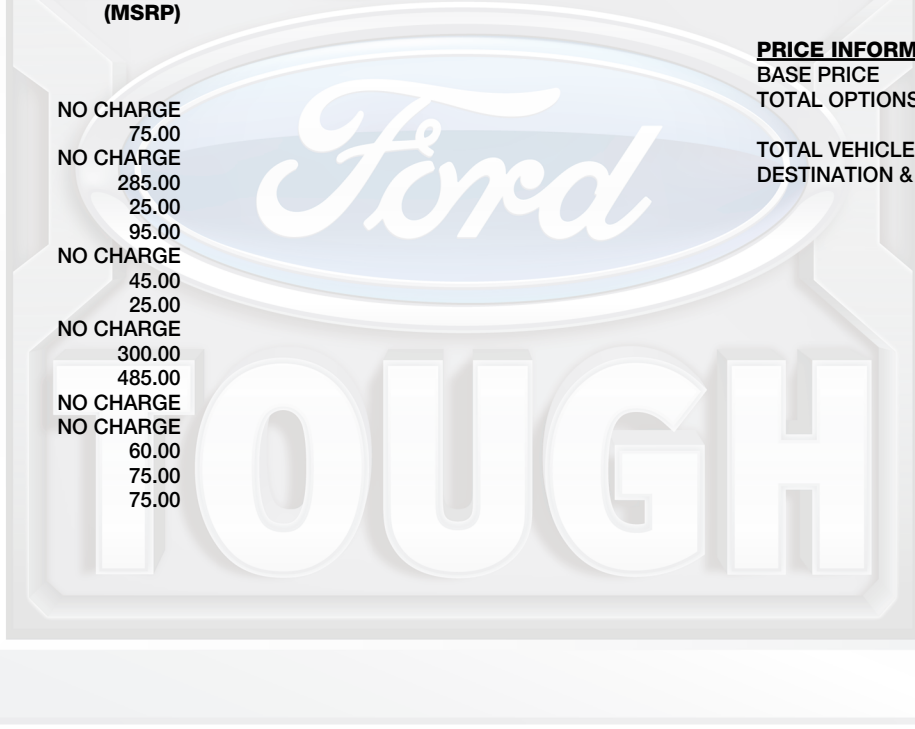 (MSRP)
NO CHARGE
75.00
NO CHARGE
285.00
25.00
95.00
NO CHARGE
45.00
25.00
NO CHARGE
300.00
485.00
NO CHARGE
NO CHARGE
60.00
75.00
75.00
PRICE INFORM
BASE PRICE
TOTAL OPTIONS
TOTAL VEHICLE
DESTINATION &
Ford
TOUGH